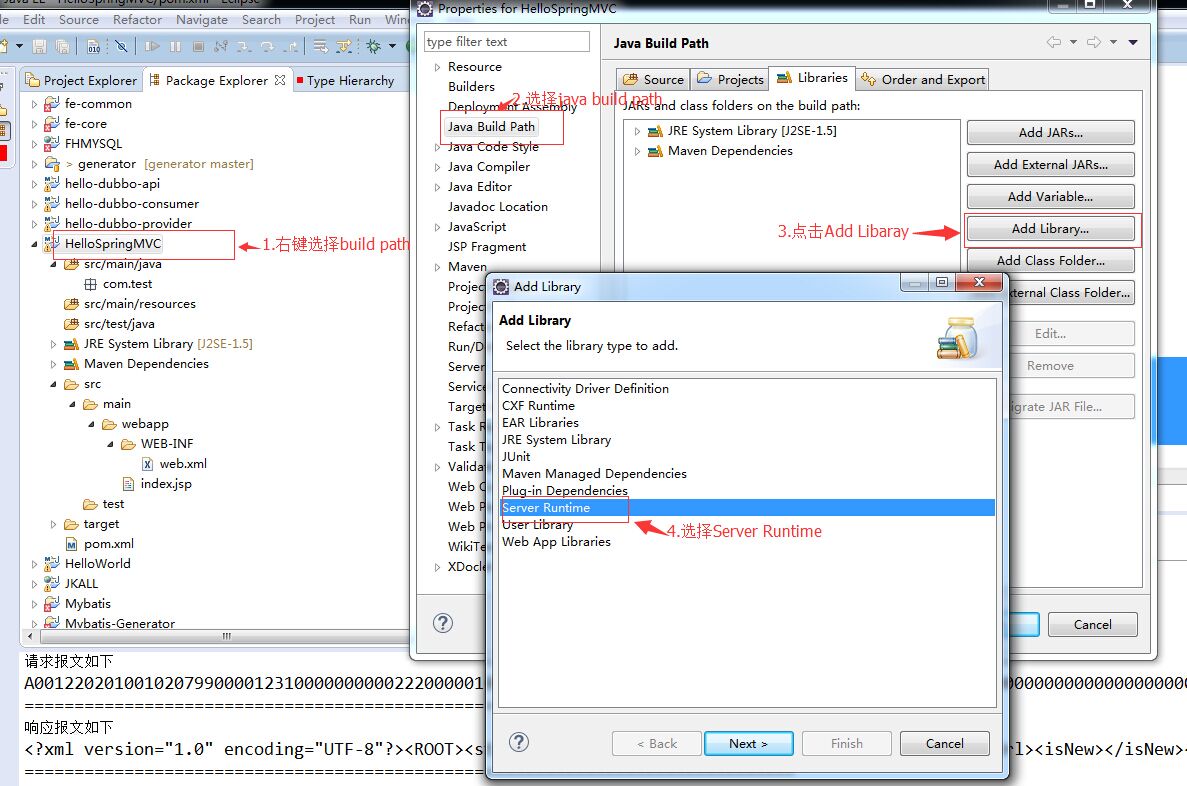 Java EE - HelloSpringMVC/pom.xml - Eclipse
Edit Source Refactor Navigate Search Project Run
Project Explorer
Package Explorer
Type Hierarchy
fe-common
fe-core
FHMYSQL
> generator [generator master]
hello-dubbo-api
hello-dubbo-consumer
hello-dubbo-provider
HelloSpringMVC
1.右键选择build path
src/main/java
com.test
src/main/resources
src/test/java
JRE System Library [J2SE-1.5]
Maven Dependencies
src
main
webapp
WEB-INF
web.xml
index.jsp
test
target
pom.xml
HelloWorld
JKALL
Mybatis
Mybatis-Generator
Properties for HelloSpringMVC
type filter text
Resource
Builders
Deployment Assembly
2.选择java build path
Java Build Path
Java Code Style
Java Compiler
Java Editor
Javadoc Location
JavaScript
JSP Fragment
Maven
Project
Project
Refact
Run/D
Server
Servic
Target
Task R
Task T
Valida
Web C
Web P
Web P
WikiTe
XDocle
Java Build Path
Source
Projects
Libraries
Order and Export
JARs and class folders on the build path:
JRE System Library [J2SE-1.5]
Maven Dependencies
Add JARs...
Add External JARs...
Add Variable...
3.点击Add Libaray
Add Library...
Add Class Folder...
ternal Class Folder...
Edit...
Remove
igrate JAR File...
Cancel
Add Library
Add Library
Select the library type to add.
Connectivity Driver Definition
CXF Runtime
EAR Libraries
JRE System Library
JUnit
Maven Managed Dependencies
Plug-in Dependencies
Server Runtime
User Library
4.选择Server Runtime
Web App Libraries
< Back
Next >
Finish
Cancel
请求报文如下
响应报文如下
<?xml version="1.0" encoding="UTF-8"?><ROOT><s rl><isNew></isNew>